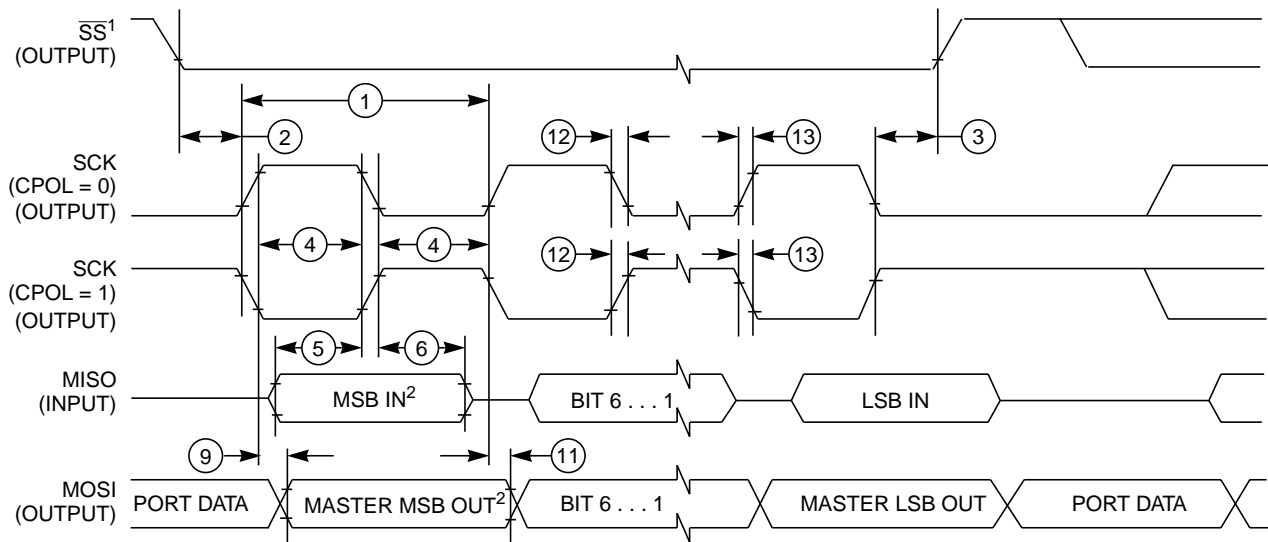 SS¹
(OUTPUT)
1
2
12
13
3
SCK
(CPOL = 0)
(OUTPUT)
4
4
SCK
(CPOL = 1)
(OUTPUT)
12
13
5
6
MISO
(INPUT)
MSB IN²
BIT 6 . . . 1
LSB IN
9
11
MOSI
(OUTPUT)
PORT DATA
MASTER MSB OUT²
BIT 6 . . . 1
MASTER LSB OUT
PORT DATA